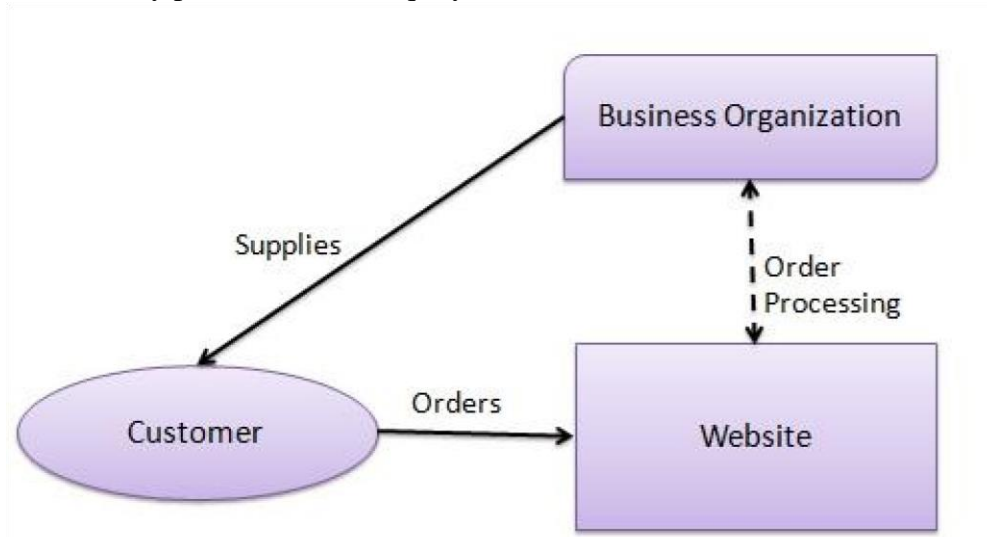 Business Organization
Supplies
Order
Processing
Orders
Customer
Website